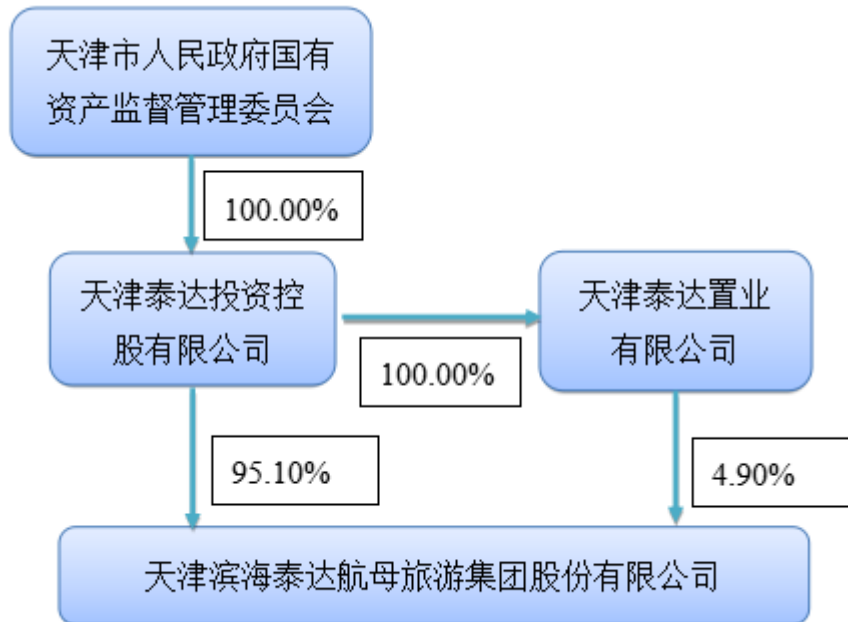 天津市人民政府国有
资产监督管理委员会
100.00%
天津泰达投资控
股有限公司
天津泰达置业
有限公司
100.00%
95.10%
4.90%
天津滨海泰达航母旅游集团股份有限公司